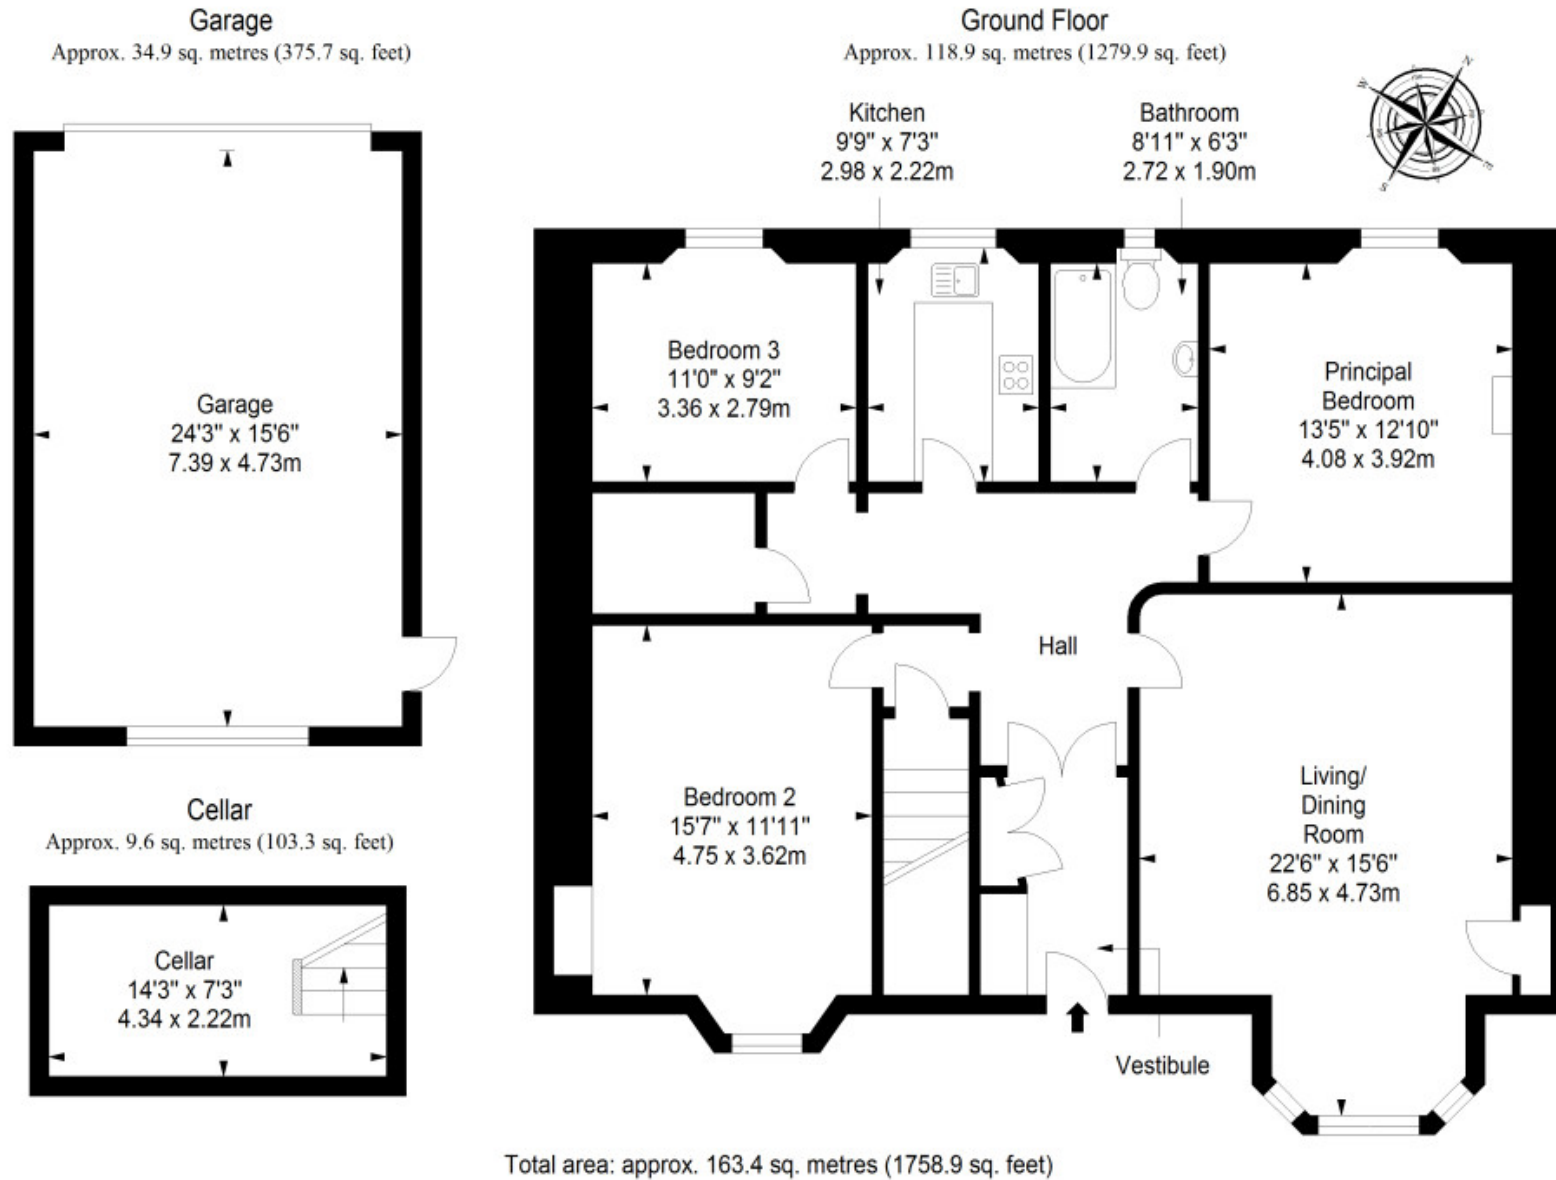 Garage
Approx. 34.9 sq. metres (375.7 sq. feet)
Ground Floor
Approx. 118.9 sq. metres (1279.9 sq. feet)
N
W
E
S
Kitchen
9'9" x 7'3"
2.98 x 2.22m
Bathroom
8'11" x 6'3"
2.72 x 1.90m
Garage
24'3" x 15'6"
7.39 x 4.73m
Bedroom 3
11'0" x 9'2"
3.36 x 2.79m
Principal
Bedroom
13'5" x 12'10"
4.08 x 3.92m
Hall
Cellar
Approx. 9.6 sq. metres (103.3 sq. feet)
Bedroom 2
15'7" x 11'11"
4.75 x 3.62m
Living/
Dining
Room
22'6" x 15'6"
6.85 x 4.73m
Cellar
14'3" x 7'3"
4.34 x 2.22m
Vestibule
Total area: approx. 163.4 sq. metres (1758.9 sq. feet)